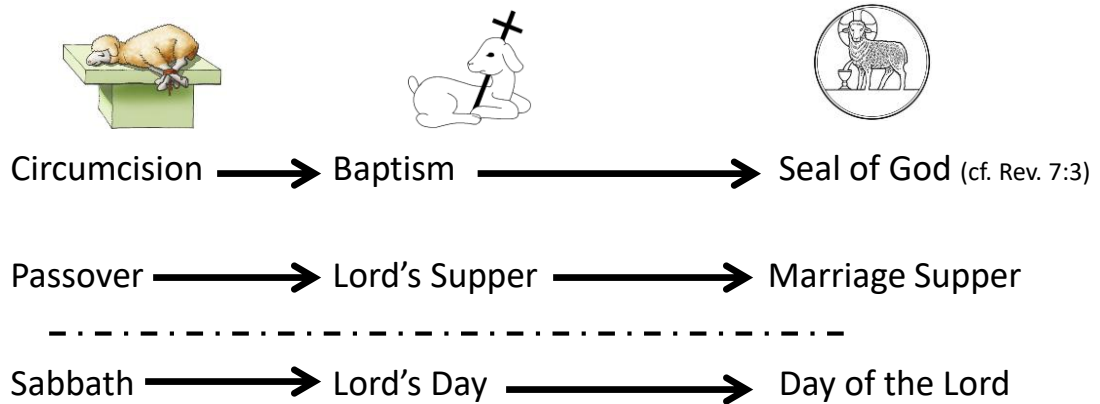 Circumcision Baptism Seal of God (cf. Rev. 7:3)
Passover Lord's Supper Marriage Supper
Sabbath Lord's Day Day of the Lord